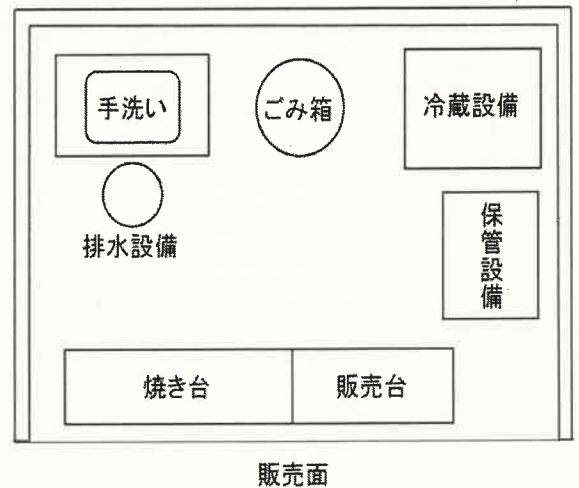 手洗い
ごみ箱
冷蔵設備
排水設備
保管設備
焼き台
販売台
販売面